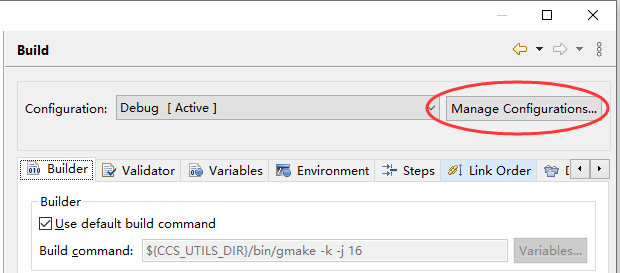 Build
Configuration: Debug [ Active ] Manage Configurations...
Builder Validator Variables Environment Steps Link Order
Builder
Use default build command
Build command: ${CCS_UTILS_DIR}/bin/gmake -k -j 16 Variables...